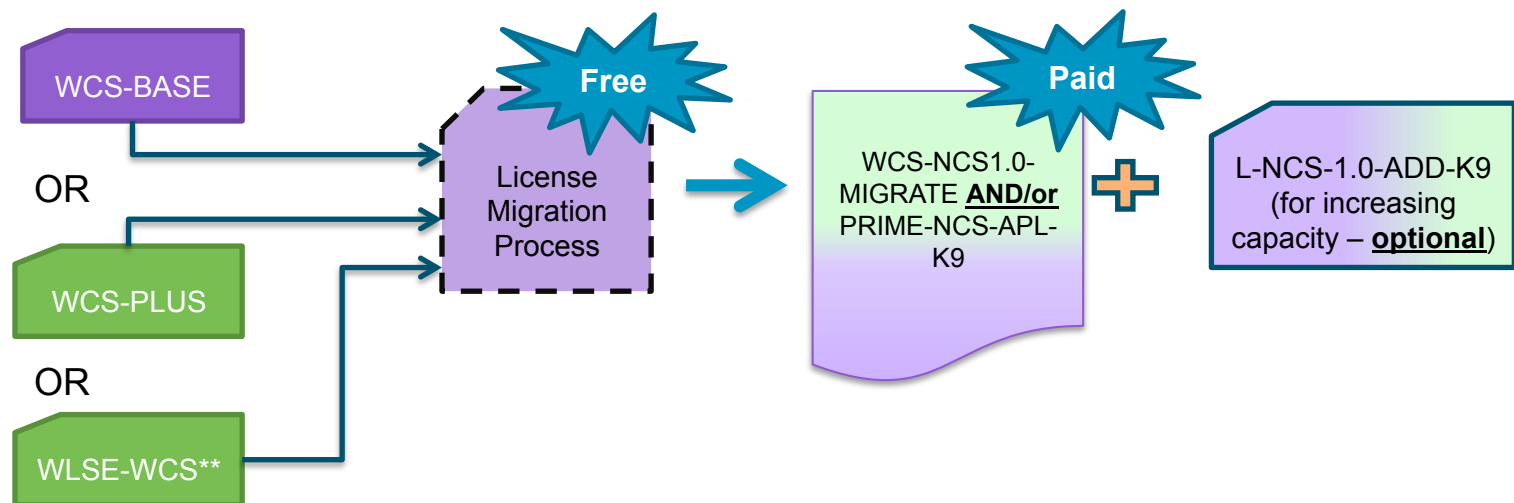 WCS-BASE
OR
WCS-PLUS
OR
WLSE-WCS**
Free
License
Migration
Process
Paid
WCS-NCS1.0-
MIGRATE AND/or
PRIME-NCS-APL-
K9
L-NCS-1.0-ADD-K9
(for increasing
capacity – optional)